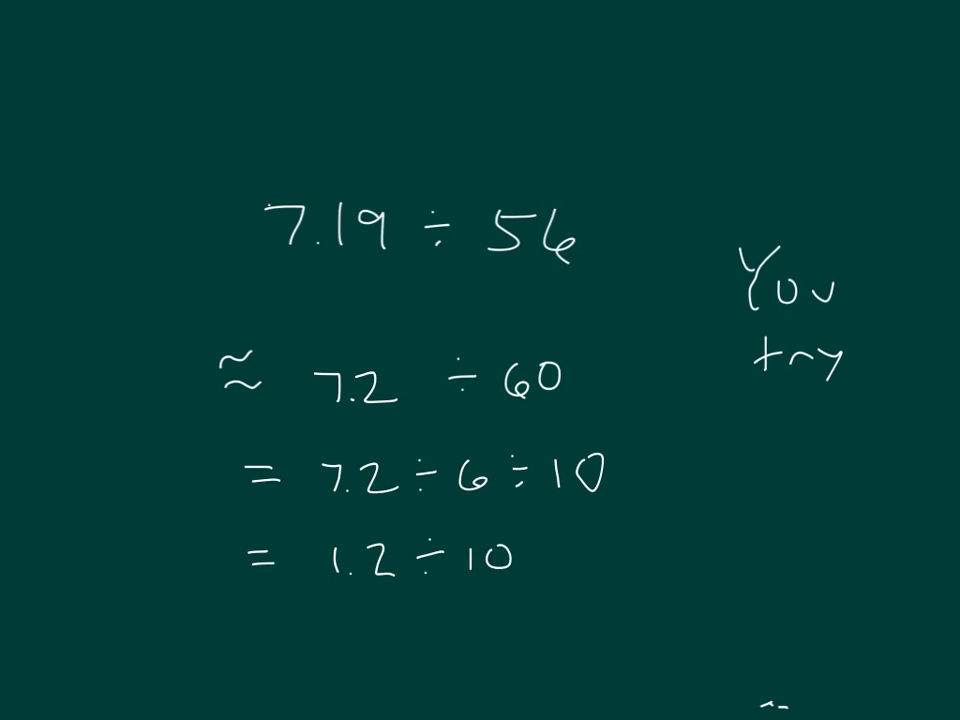 7.19 ÷ 56
You
try
≈ 7.2 ÷ 60
= 7.2 ÷ 6 ÷ 10
= 1.2 ÷ 10